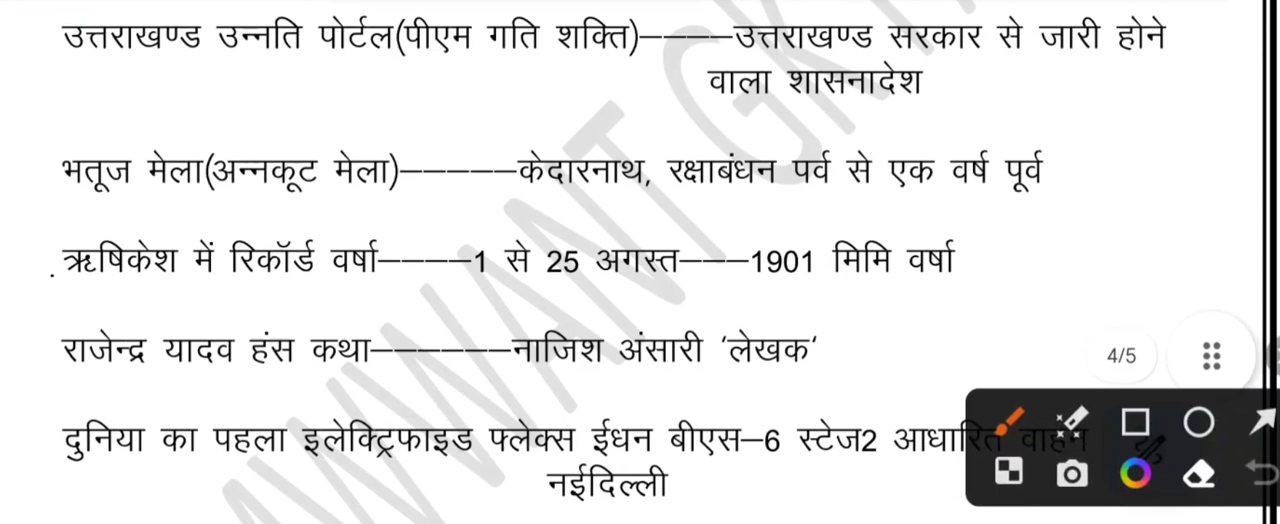 उत्तराखण्ड उन्नति पोर्टल(पीएम गति शक्ति)————उत्तराखण्ड सरकार से जारी होने
वाला शासनादेश
भतूज मेला(अन्नकूट मेला)—————केदारनाथ, रक्षाबंधन पर्व से एक वर्ष पूर्व
ऋषिकेश में रिकॉर्ड वर्षा————1 से 25 अगस्त———1901 मिमि वर्षा
राजेन्द्र यादव हंस कथा——————नाजिश अंसारी ‘लेखक‘
4/5
दुनिया का पहला इलेक्ट्रिफाइड फ्लेक्स ईधन बीएस–6 स्टेज2 आधारित वाहन
नईदिल्ली